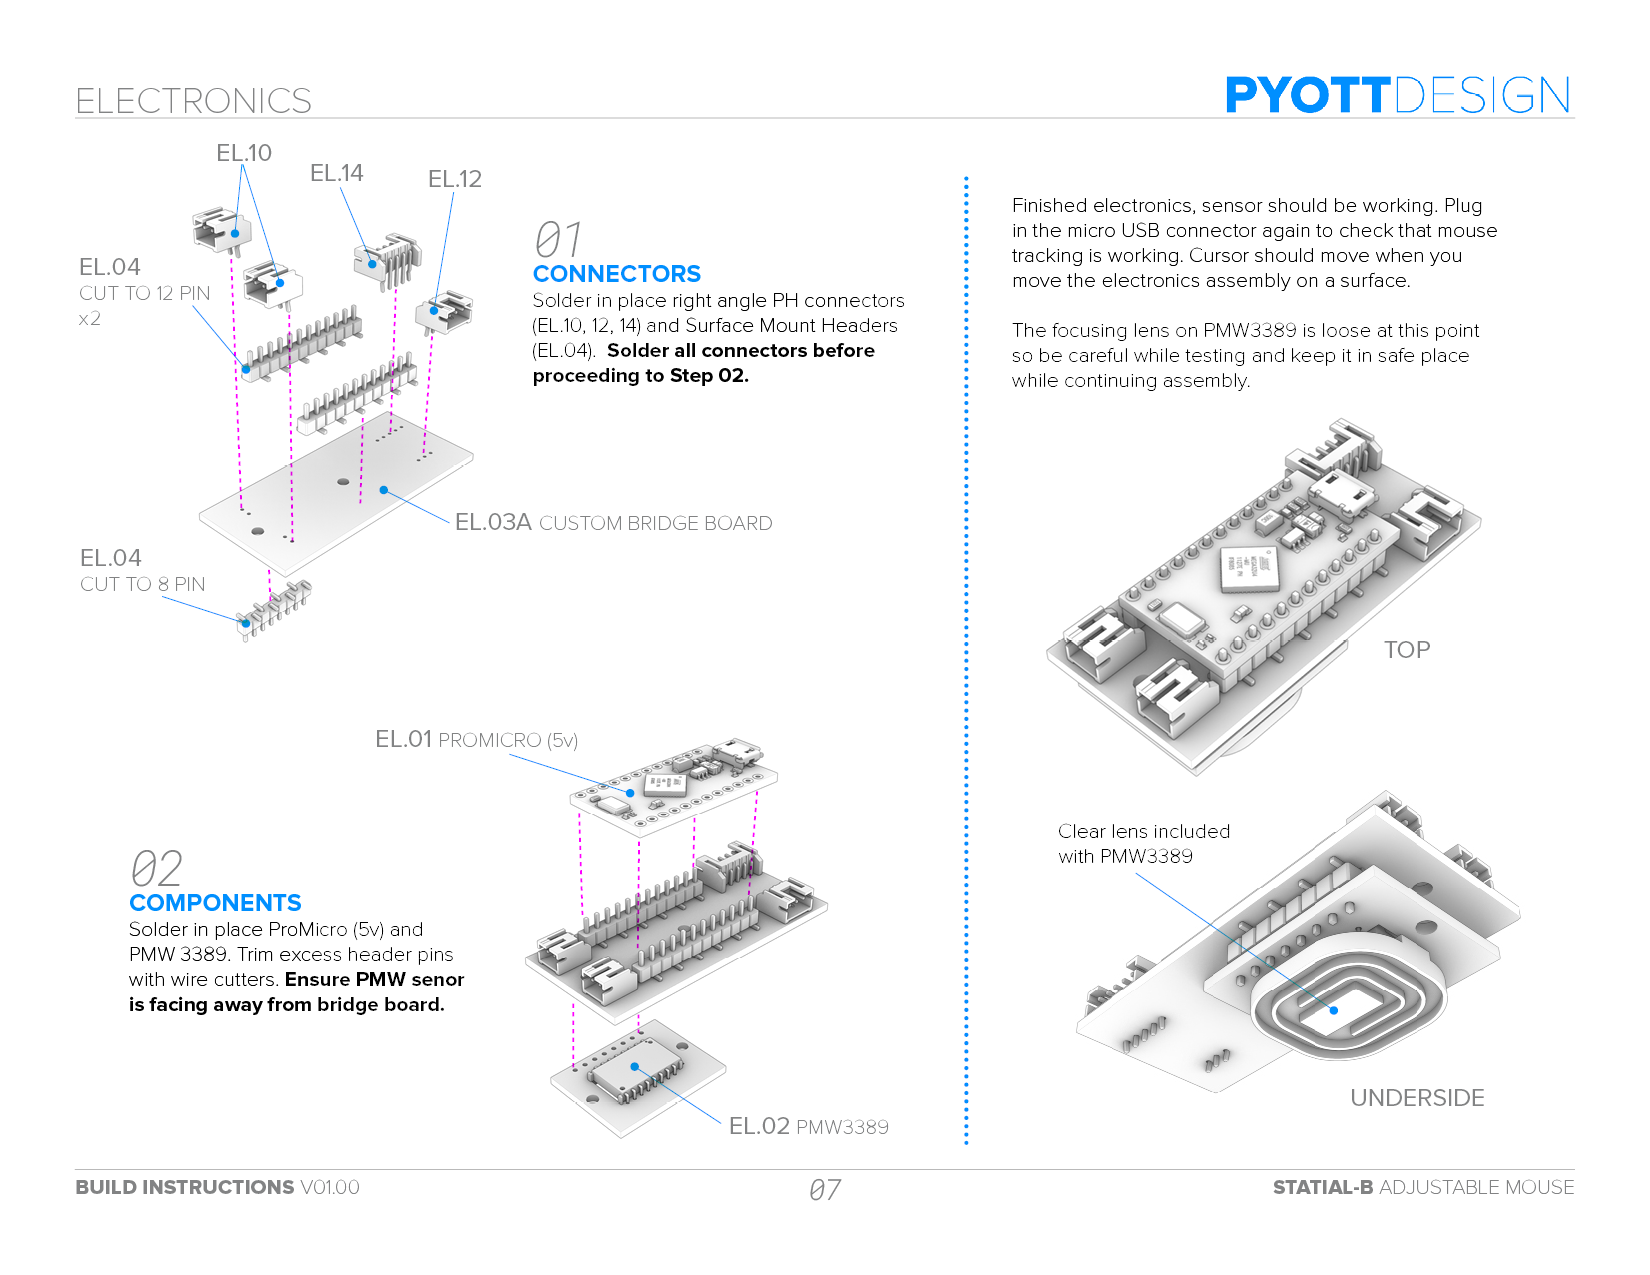 ELECTRONICS
PYOTTDESIGN
EL.10
EL.14
EL.12
EL.04
CUT TO 12 PIN
x2
01
CONNECTORS
Solder in place right angle PH connectors
(EL.10, 12, 14) and Surface Mount Headers
(EL.04). Solder all connectors before
proceeding to Step 02.
EL.03A CUSTOM BRIDGE BOARD
EL.04
CUT TO 8 PIN
EL.01 PROMICRO (5v)
02
COMPONENTS
Solder in place ProMicro (5v) and
PMW 3389. Trim excess header pins
with wire cutters. Ensure PMW senor
is facing away from bridge board.
EL.02 PMW3389
Finished electronics, sensor should be working. Plug
in the micro USB connector again to check that mouse
tracking is working. Cursor should move when you
move the electronics assembly on a surface.
The focusing lens on PMW3389 is loose at this point
so be careful while testing and keep it in safe place
while continuing assembly.
TOP
Clear lens included
with PMW3389
UNDERSIDE
BUILD INSTRUCTIONS V01.00
07
STATIAL-B ADJUSTABLE MOUSE